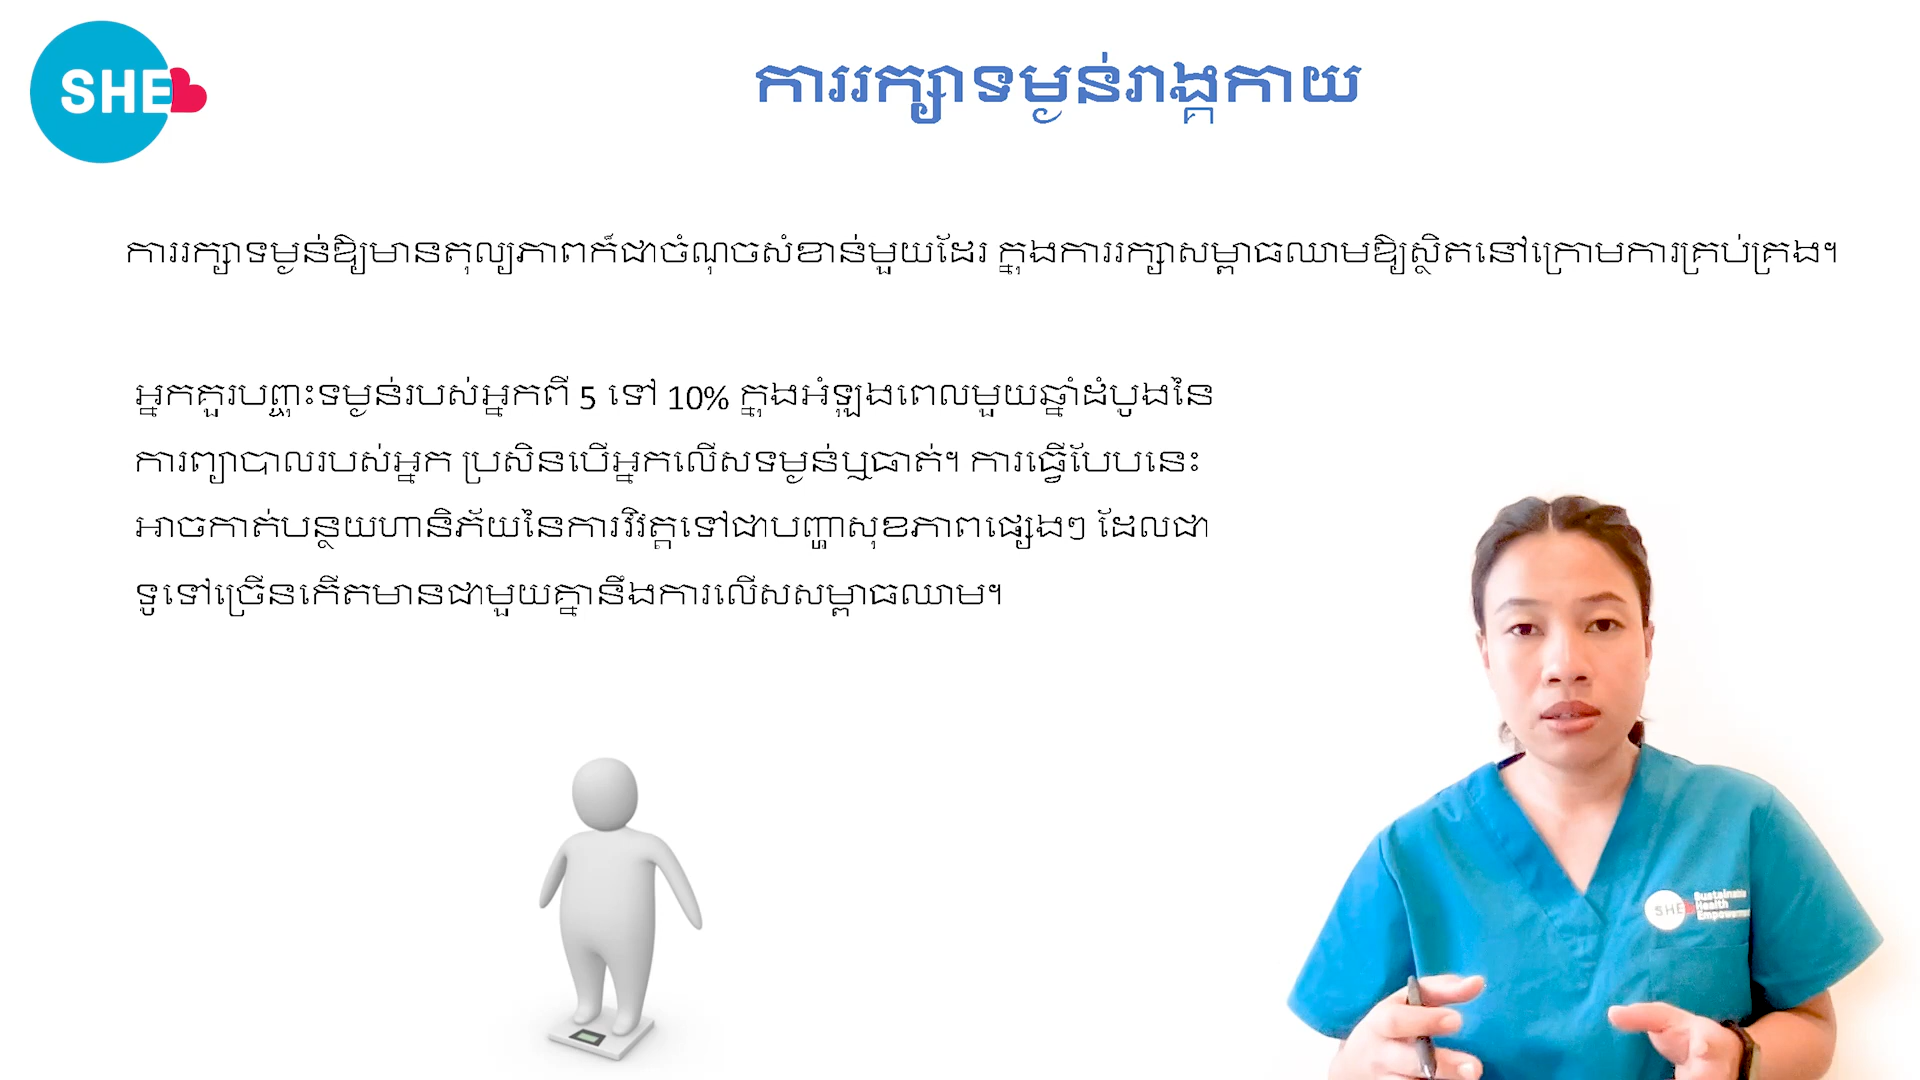 SHE
ការរក្សាទម្ងន់រាង្គកាយ
ការរក្សាទម្ងន់ឱ្យមានតុល្យភាពក៏ជាចំណុចសំខាន់មួយដែរ ក្នុងការរក្សាសម្ពាធឈាមឱ្យស្ថិតនៅក្រោមការគ្រប់គ្រង។
អ្នកគួរបញ្ចុះទម្ងន់របស់អ្នកពី 5 ទៅ 10% ក្នុងអំឡុងពេលមួយឆ្នាំដំបូងនៃ
ការព្យាបាលរបស់អ្នក ប្រសិនបើអ្នកលើសទម្ងន់ឬធាត់។ ការធ្វើបែបនេះ
អាចកាត់បន្ថយហានិភ័យនៃការវិវត្តទៅជាបញ្ហាសុខភាពផ្សេងៗ ដែលជា
ទូទៅច្រើនកើតមានជាមួយគ្នានឹងការលើសសម្ពាធឈាម។
SHE
Sustainable
Health
Empowerment